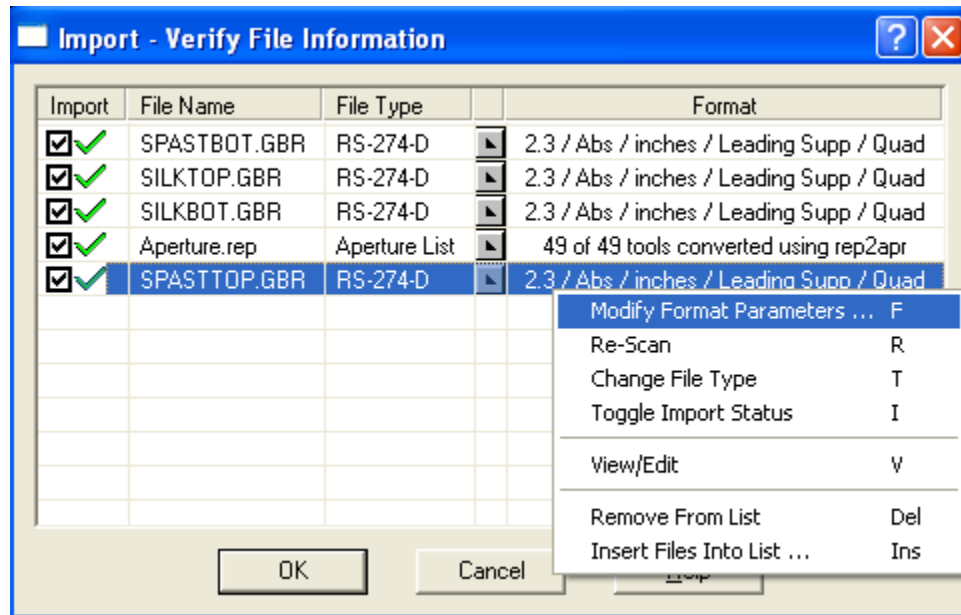 Import - Verify File Information
Import File Name File Type Format
SPASTBOT.GBR RS-274-D 2.3 / Abs / inches / Leading Supp / Quad
SILKTOP.GBR RS-274-D 2.3 / Abs / inches / Leading Supp / Quad
SILKBOT.GBR RS-274-D 2.3 / Abs / inches / Leading Supp / Quad
Aperture.rep Aperture List 49 of 49 tools converted using rep2apr
SPASTTOP.GBR RS-274-D 2.3 / Abs / inches / Leading Supp / Quad
Modify Format Parameters ... F
Re-Scan R
Change File Type T
Toggle Import Status I
View/Edit V
Remove From List Del
Insert Files Into List ... Ins
OK Cancel Help